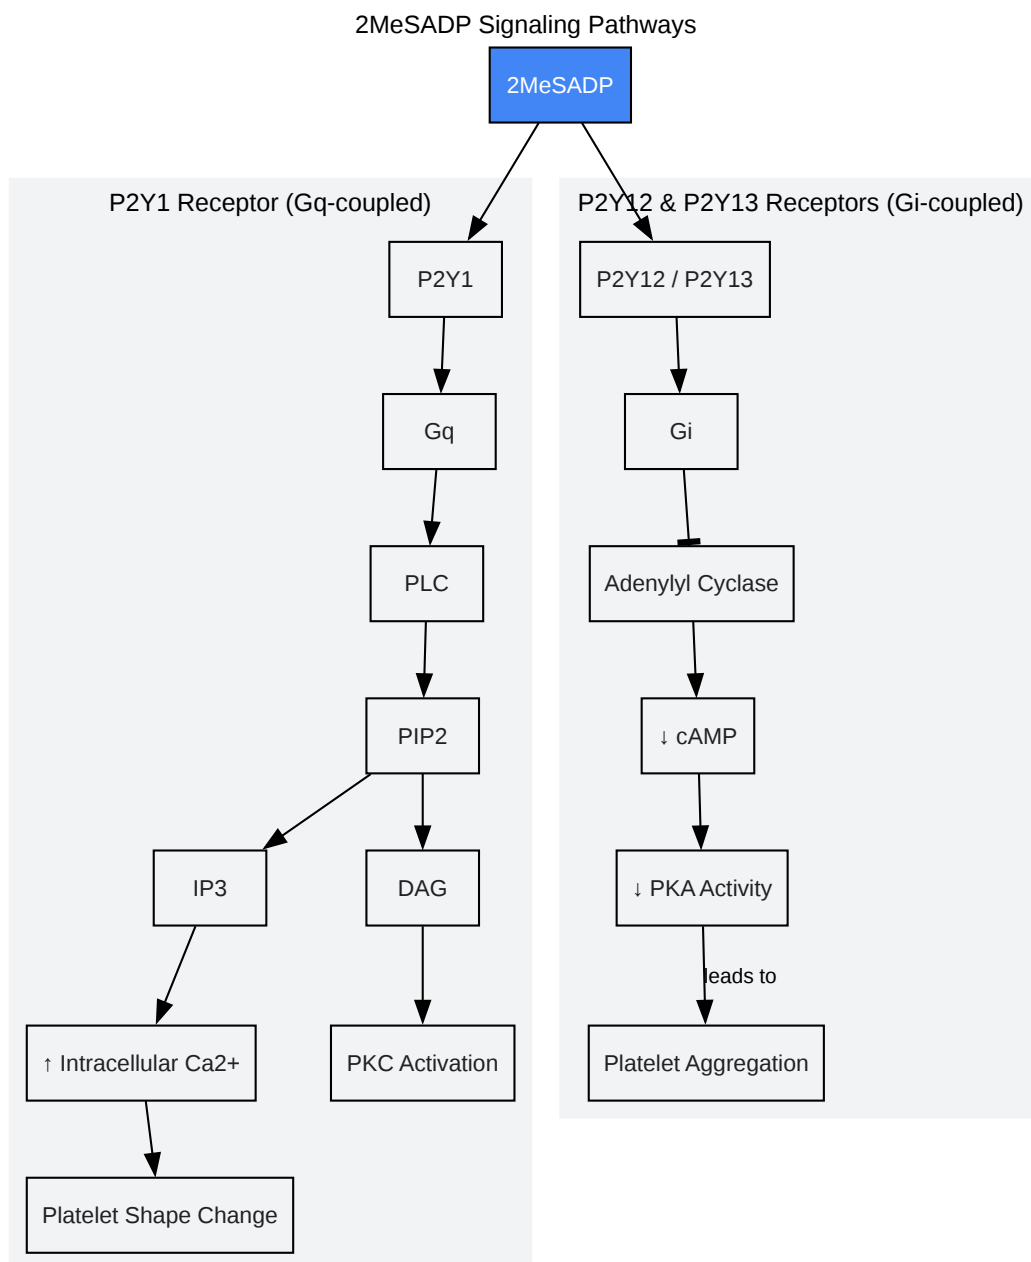 2MeSADP Signaling Pathways
2MeSADP
P2Y1 Receptor (Gq-coupled)
P2Y12 & P2Y13 Receptors (Gi-coupled)
P2Y1
P2Y12 / P2Y13
Gq
Gi
PLC
Adenylyl Cyclase
PIP2
↓ cAMP
IP3
DAG
↓ PKA Activity
leads to
↑ Intracellular Ca2+
PKC Activation
Platelet Aggregation
Platelet Shape Change